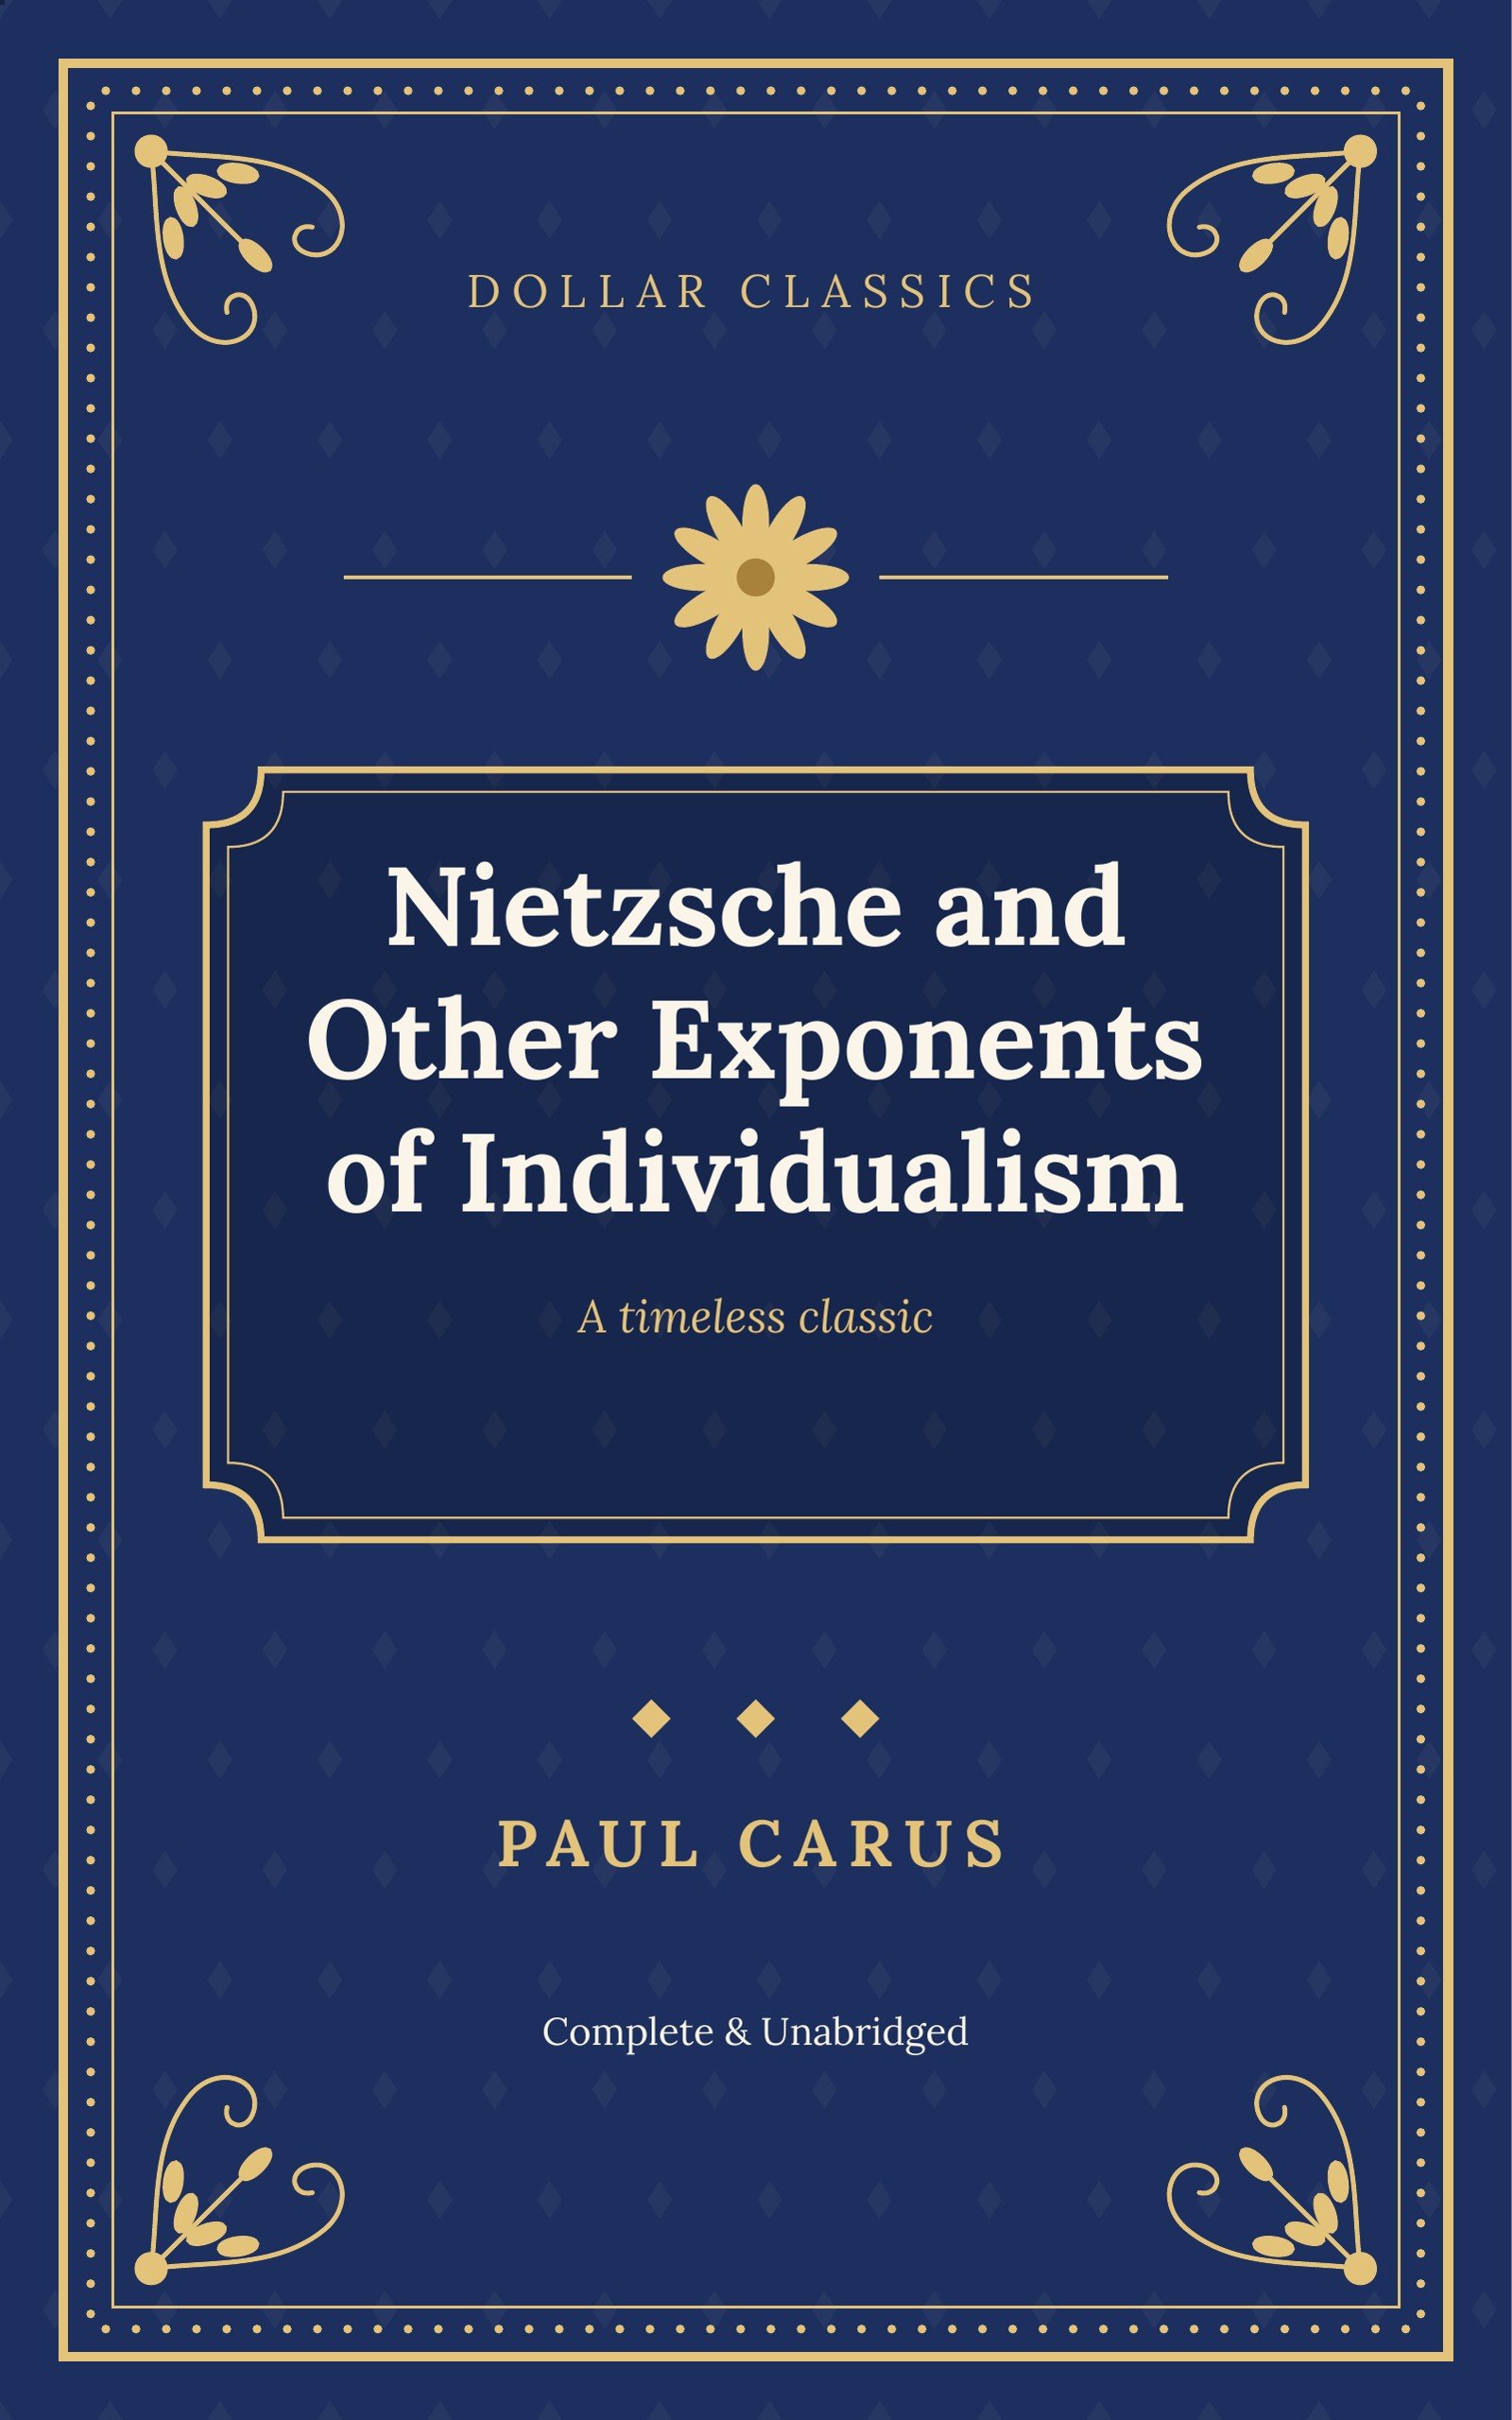 DOLLAR CLASSICS
Nietzsche and
Other Exponents
of Individualism
A timeless classic
PAUL CARUS
Complete & Unabridged